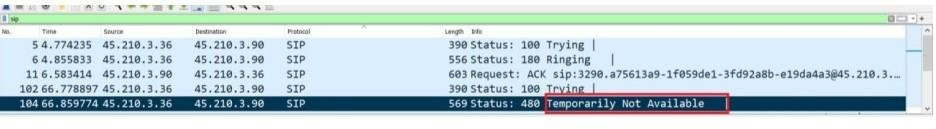 sip
No. Time Source Destination Protocol Length Info
5 4.774235 45.210.3.36 45.210.3.90 SIP 390 Status: 100 Trying |
6 4.855833 45.210.3.36 45.210.3.90 SIP 556 Status: 180 Ringing |
11 6.583414 45.210.3.90 45.210.3.36 SIP 603 Request: ACK sip:3290.a75613a9-1f059de1-3fd92a8b-e19da4a3@45.210.3...
102 66.778897 45.210.3.36 45.210.3.90 SIP 390 Status: 100 Trying |
104 66.859774 45.210.3.36 45.210.3.90 SIP 569 Status: 480 Temporarily Not Available |